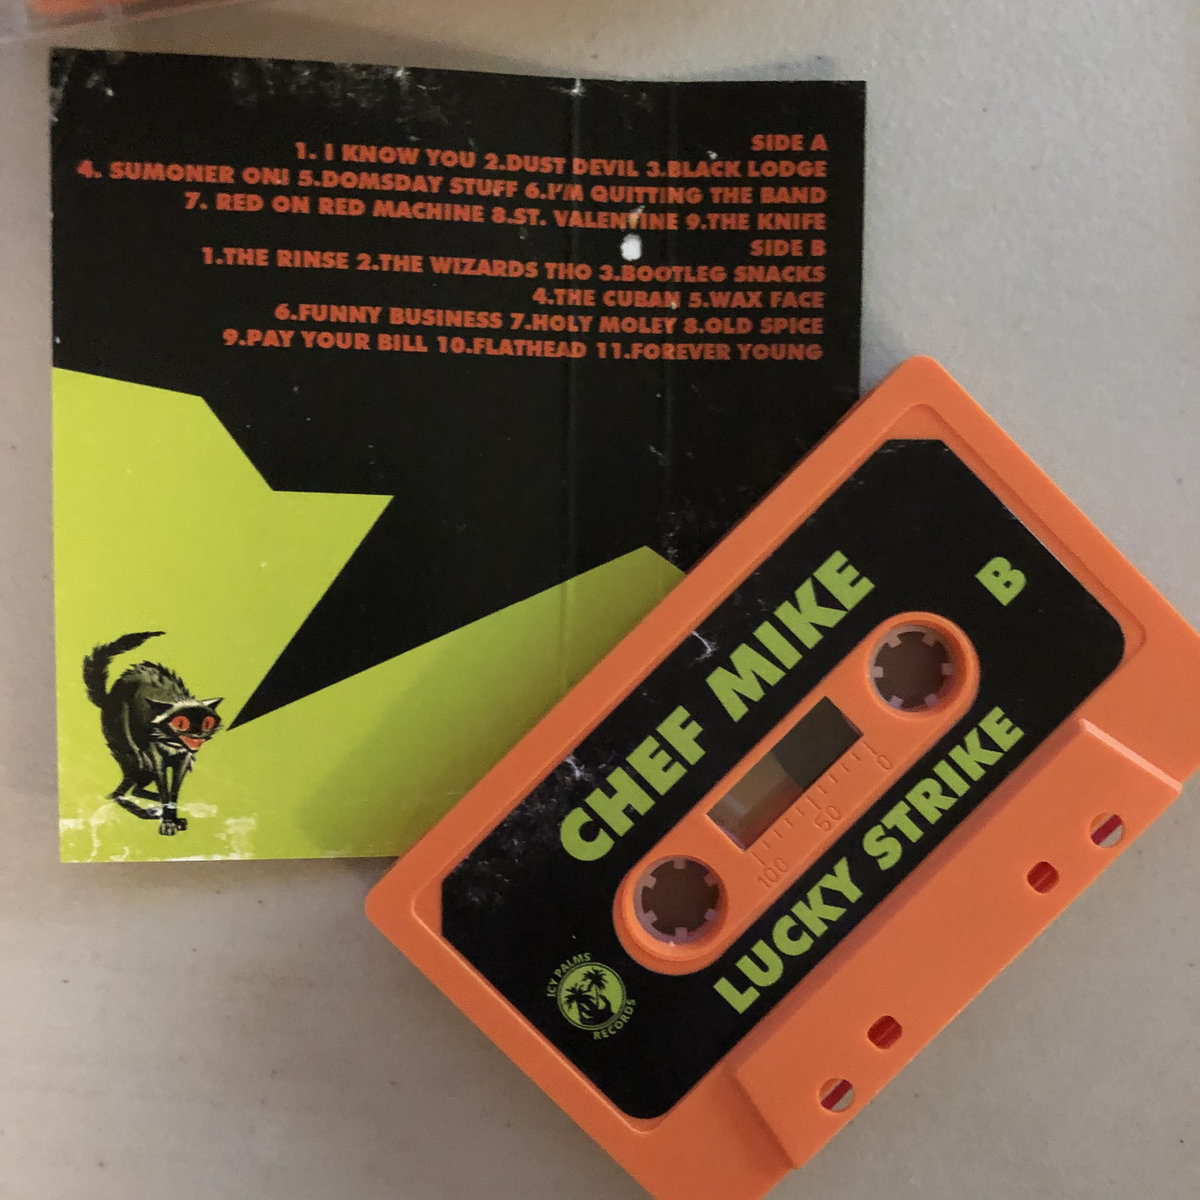 SIDE A
1. I KNOW YOU 2.DUST DEVIL 3.BLACK LODGE
4. SUMONER ONI 5.DOMSDAY STUFF 6.I'M QUITTING THE BAND
7. RED ON RED MACHINE 8.ST. VALENTINE 9.THE KNIFE
SIDE B
1.THE RINSE 2.THE WIZARDS THO 3.BOOTLEG SNACKS
4.THE CUBAN 5.WAX FACE
6.FUNNY BUSINESS 7.HOLY MOLEY 8.OLD SPICE
9.PAY YOUR BILL 10.FLATHEAD 11.FOREVER YOUNG
CHEF MIKE
B
0
50
100
LUCKY STRIKE
ICY PALMS
RECORDS